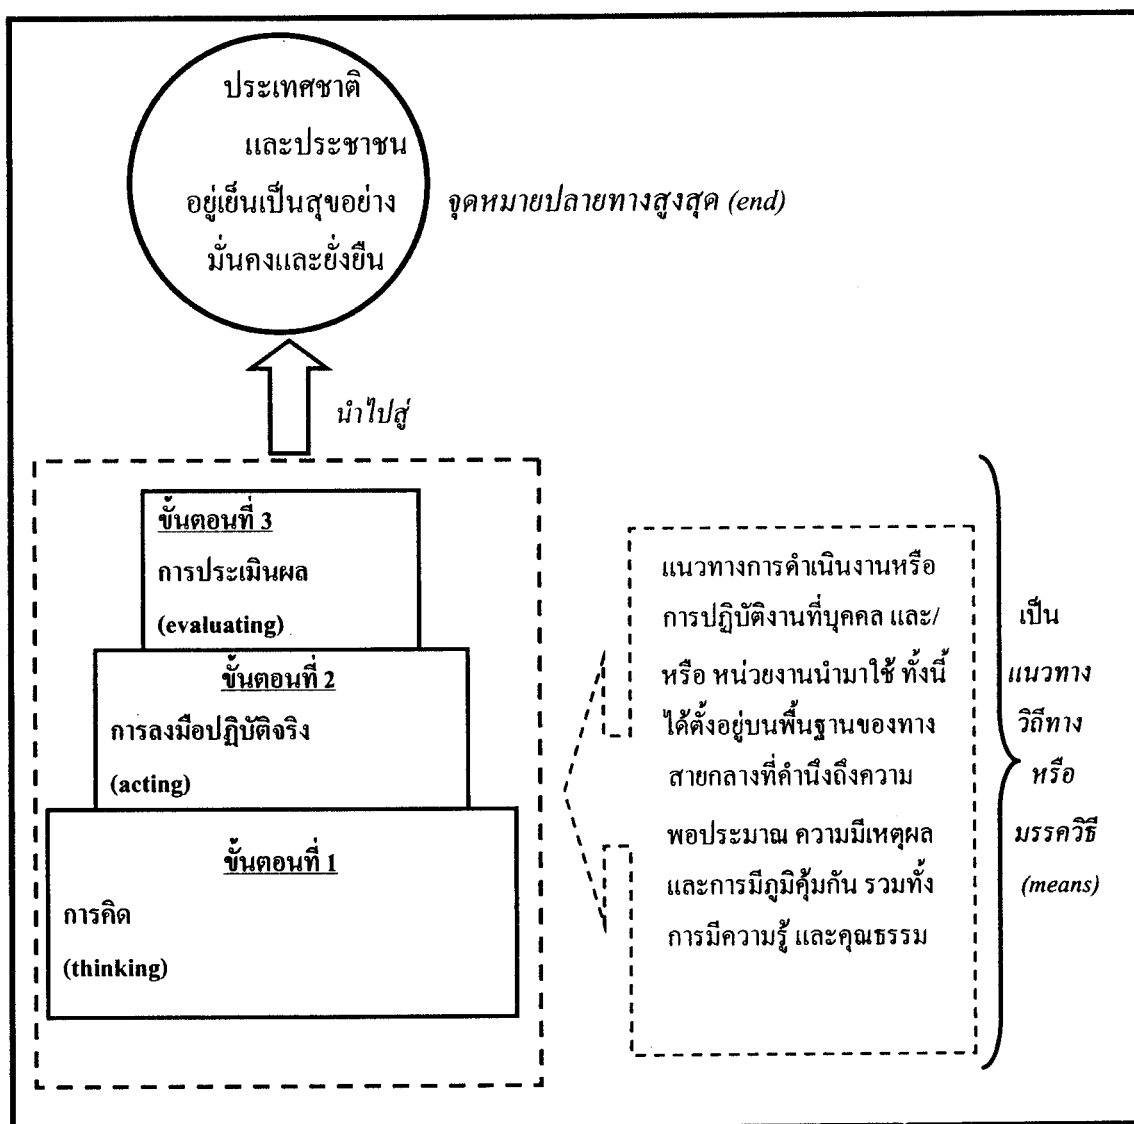 ประเทศชาติ
และประชาชน
อยู่เย็นเป็นสุขอย่าง
มั่นคงและยั่งยืน
จุดหมายปลายทางสูงสุด (end)
นำไปสู่
ขั้นตอนที่ 3
การประเมินผล
(evaluating)
ขั้นตอนที่ 2
การลงมือปฏิบัติจริง
(acting)
ขั้นตอนที่ 1
การคิด
(thinking)
แนวทางการดำเนินงานหรือ
การปฏิบัติงานที่บุคคล และ/
หรือ หน่วยงานนำมาใช้ ทั้งนี้
ได้ตั้งอยู่บนพื้นฐานของทาง
สายกลางที่คำนึงถึงความ
พอประมาณ ความมีเหตุผล
และการมีภูมิคุ้มกัน รวมทั้ง
การมีความรู้ และคุณธรรม
เป็น
แนวทาง
วิถีทาง
หรือ
มรรควิธี
(means)